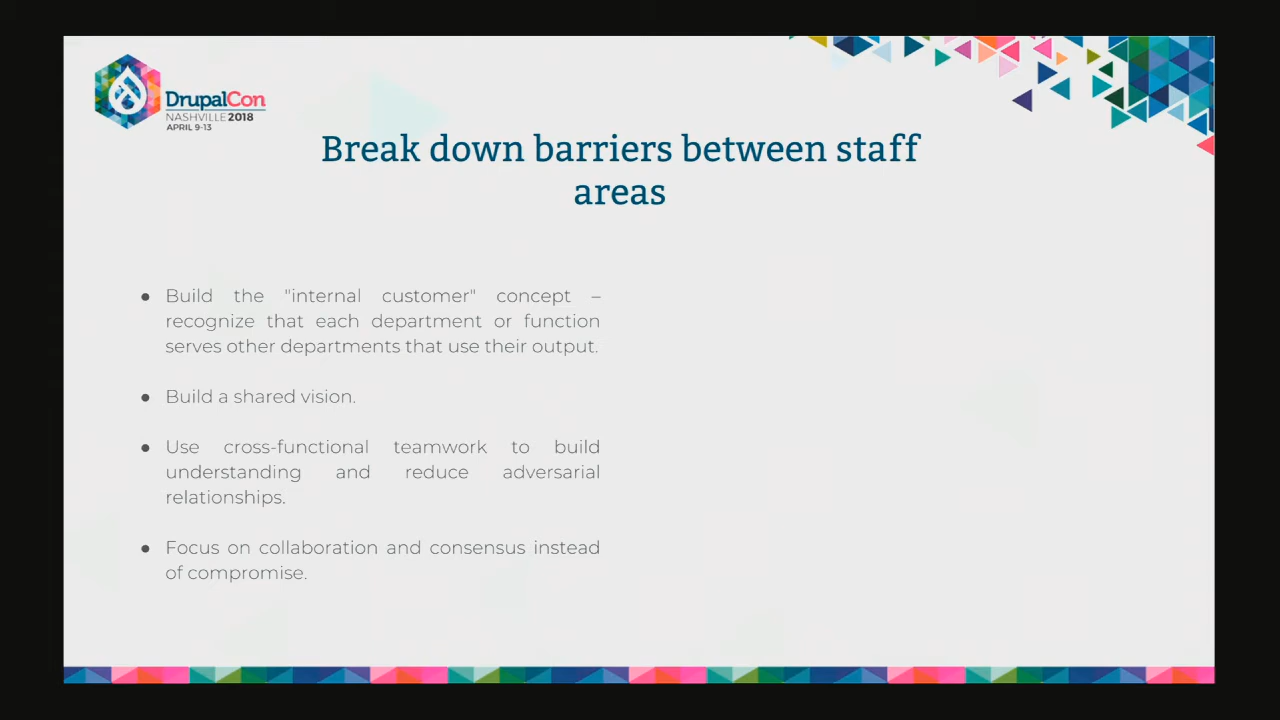 DrupalCon
NASHVILLE 2018
APRIL 9-13
Break down barriers between staff
areas
● Build the "internal customer" concept –
recognize that each department or function
serves other departments that use their output.
● Build a shared vision.
● Use cross-functional teamwork to build
understanding and reduce adversarial
relationships.
● Focus on collaboration and consensus instead
of compromise.